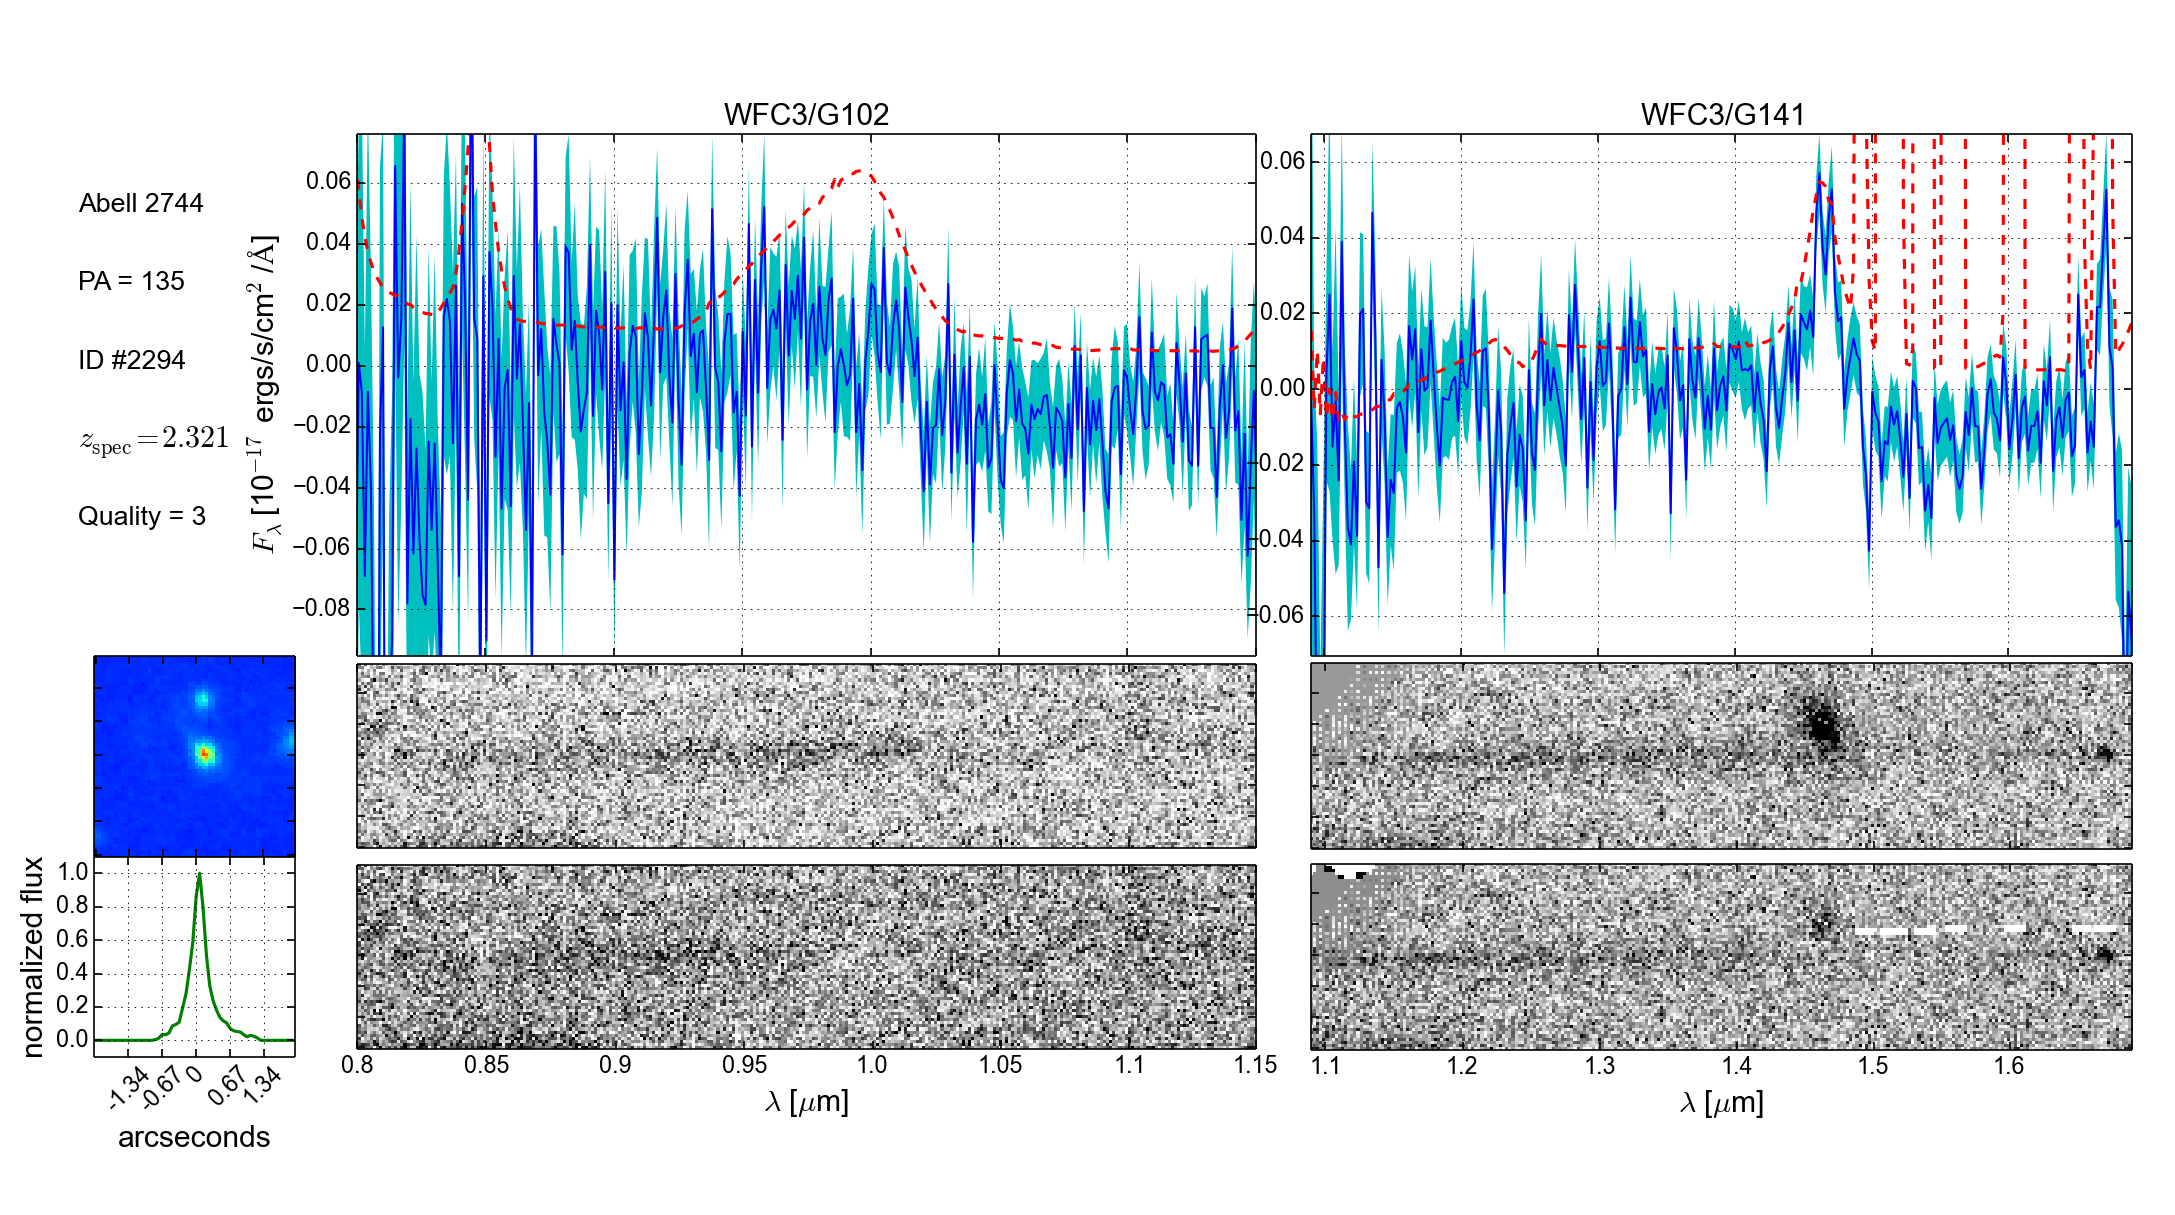 WFC3/G102
WFC3/G141
Abell 2744
PA = 135
ID #2294
z_spec = 2.321
Quality = 3
F_λ [10^−17 ergs/s/cm^2 /Å]
0.06
0.04
0.02
0.00
−0.02
−0.04
−0.06
−0.08
0.06
0.04
0.02
0.00
−0.02
−0.04
−0.06
normalized flux
1.0
0.8
0.6
0.4
0.2
0.0
-1.34 -0.67 0 0.67 1.34
arcseconds
0.8 0.85 0.9 0.95 1.0 1.05 1.1 1.15
λ [μm]
1.1 1.2 1.3 1.4 1.5 1.6
λ [μm]